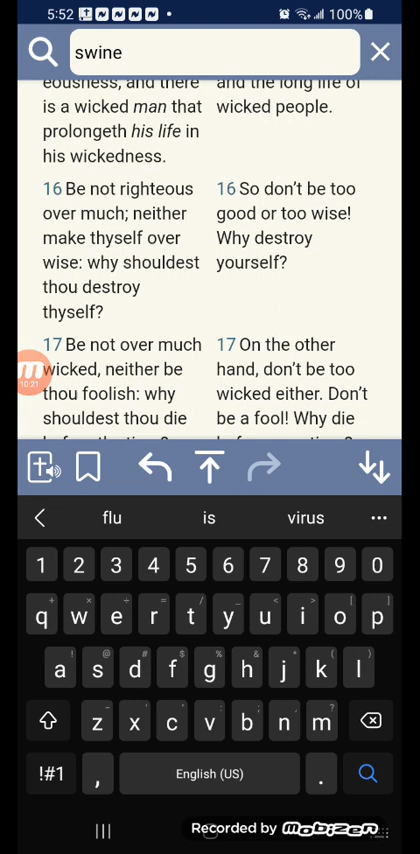 5:52 100%
swine
eousness, and there
is a wicked man that
prolongeth his life in
his wickedness.
16 Be not righteous
over much; neither
make thyself over
wise: why shouldest
thou destroy
thyself?
17 Be not over much
wicked, neither be
thou foolish: why
shouldest thou die
and the long life of
wicked people.
16 So don't be too
good or too wise!
Why destroy
yourself?
17 On the other
hand, don't be too
wicked either. Don't
be a fool! Why die
10:21
flu is virus
1 2 3 4 5 6 7 8 9 0
q w e r t y u i o p
a s d f g h j k l
z x c v b n m
!#1 , English (US) .
Recorded by mobizen